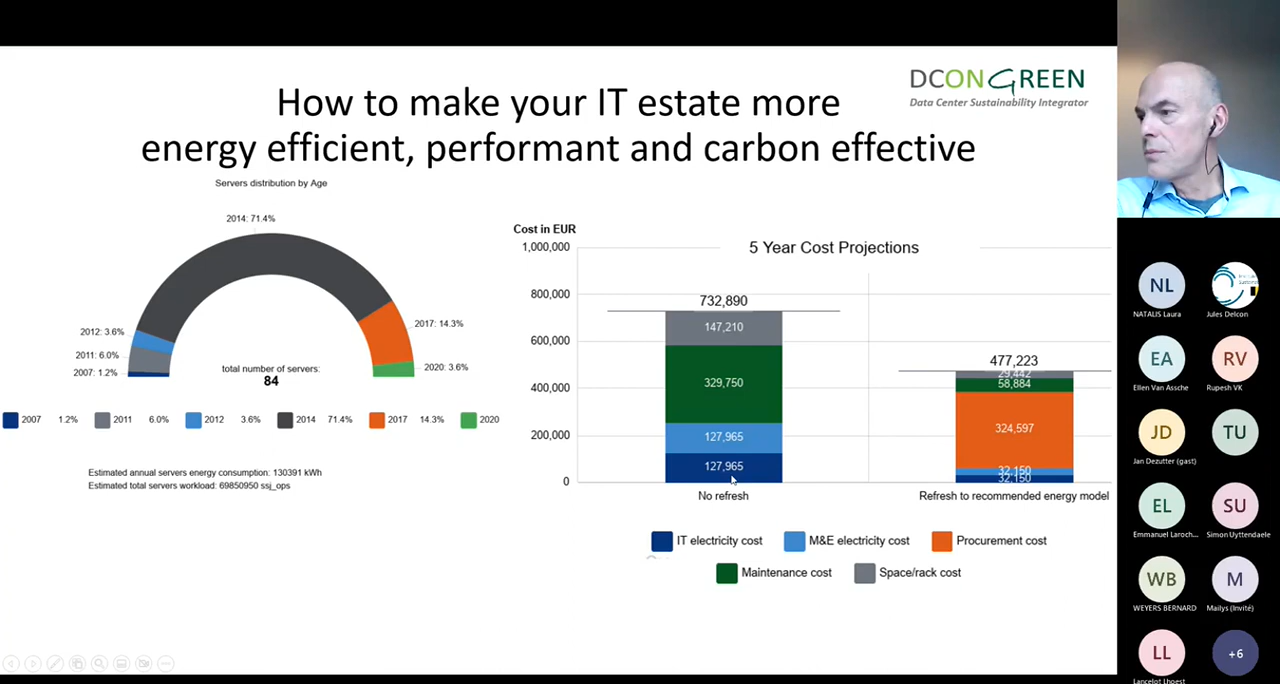 How to make your IT estate more
energy efficient, performant and carbon effective
DCONGREEN
Data Center Sustainability Integrator
Servers distribution by Age
2014: 71.4%
2012: 3.6%
2011: 6.0%
2007: 1.2%
2017: 14.3%
2020: 3.6%
total number of servers:
84
2007 1.2% 2011 6.0% 2012 3.6% 2014 71.4% 2017 14.3% 2020
Estimated annual servers energy consumption: 130391 kWh
Estimated total servers workload: 69850950 ssj_ops
Cost in EUR
5 Year Cost Projections
1,000,000
800,000
600,000
400,000
200,000
0
732,890
147,210
329,750
127,965
127,965
No refresh
477,223
29,442
58,884
324,597
32,150
32,150
Refresh to recommended energy model
IT electricity cost M&E electricity cost Procurement cost
Maintenance cost Space/rack cost
NL
NATALIS Laura
Jules Delcon
EA
Ellen Van Assche
RV
Rupesh VK
JD
Jan Dezutter (gast)
TU
EL
Emmanuel Laroch...
SU
Simon Uyttendaele
WB
WEYERS BERNARD
M
Maïlys (Invité)
LL
Lancelot Lhoest
+6